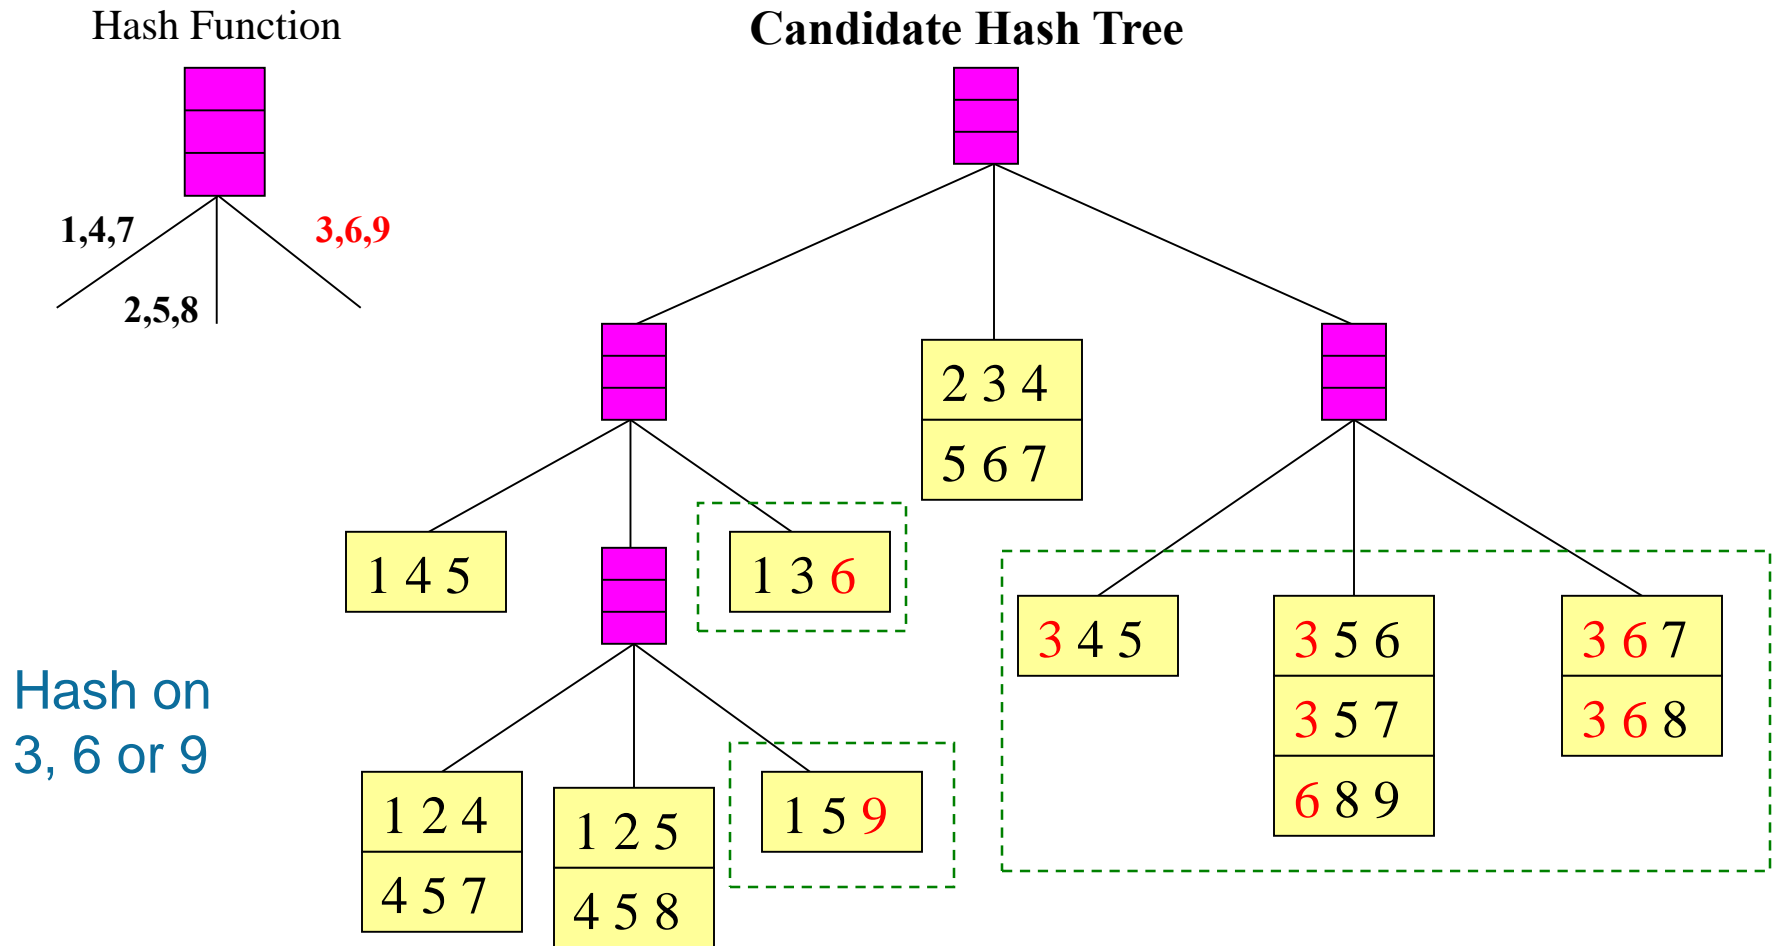 Hash Function
Candidate Hash Tree
1,4,7
3,6,9
2,5,8
2 3 4
5 6 7
1 4 5
1 3 6
3 4 5
3 5 6
3 6 7
3 5 7
3 6 8
6 8 9
Hash on
3, 6 or 9
1 2 4
1 2 5
1 5 9
4 5 7
4 5 8